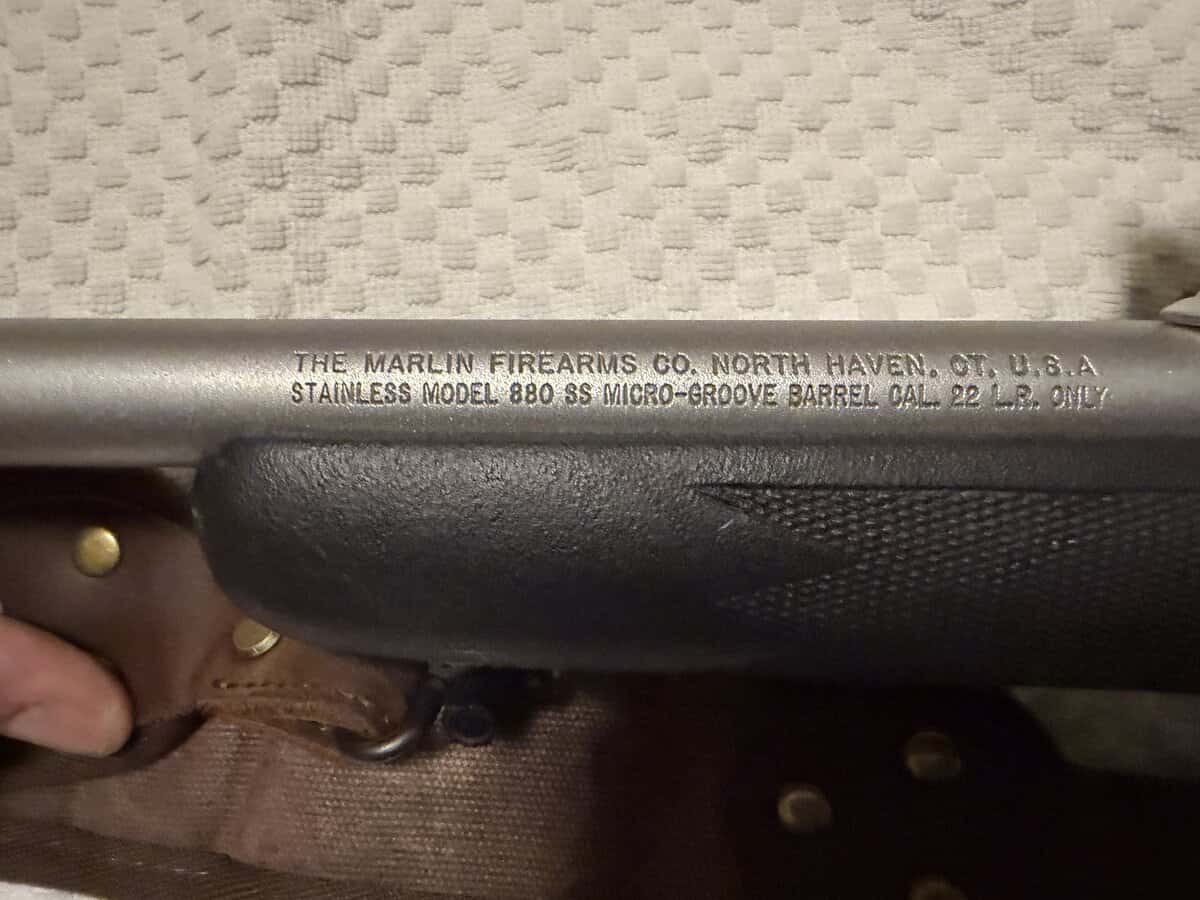 THE MARLIN FIREARMS CO. NORTH HAVEN, CT. U.S.A
STAINLESS MODEL 880 SS MICRO-GROOVE BARREL CAL. 22 L.R. ONLY